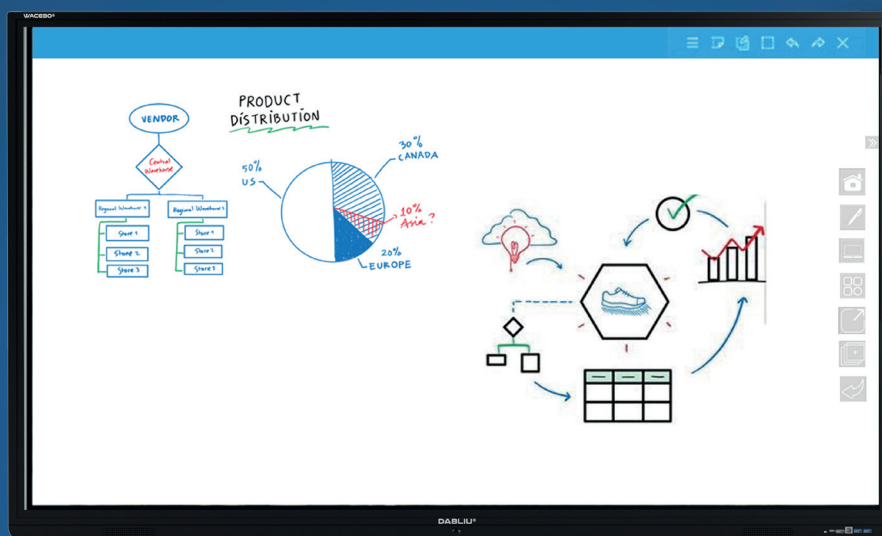 WACEBO®
PRODUCT
DISTRIBUTION
VENDOR
Central
Warehouse
Regional Warehouse 1
Regional Warehouse
Store 1
Store 2
Store 3
Store 1
Store 2
Store 3
50%
US
30%
CANADA
10%
Asia?
20%
EUROPE
DABLIU®